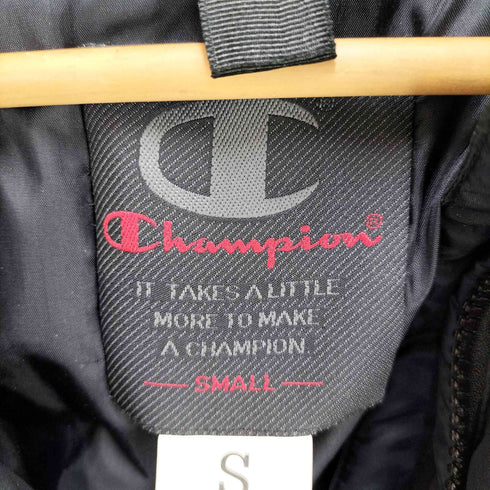 C
Champion®
IT TAKES A LITTLE
MORE TO MAKE
A CHAMPION.
SMALL
S